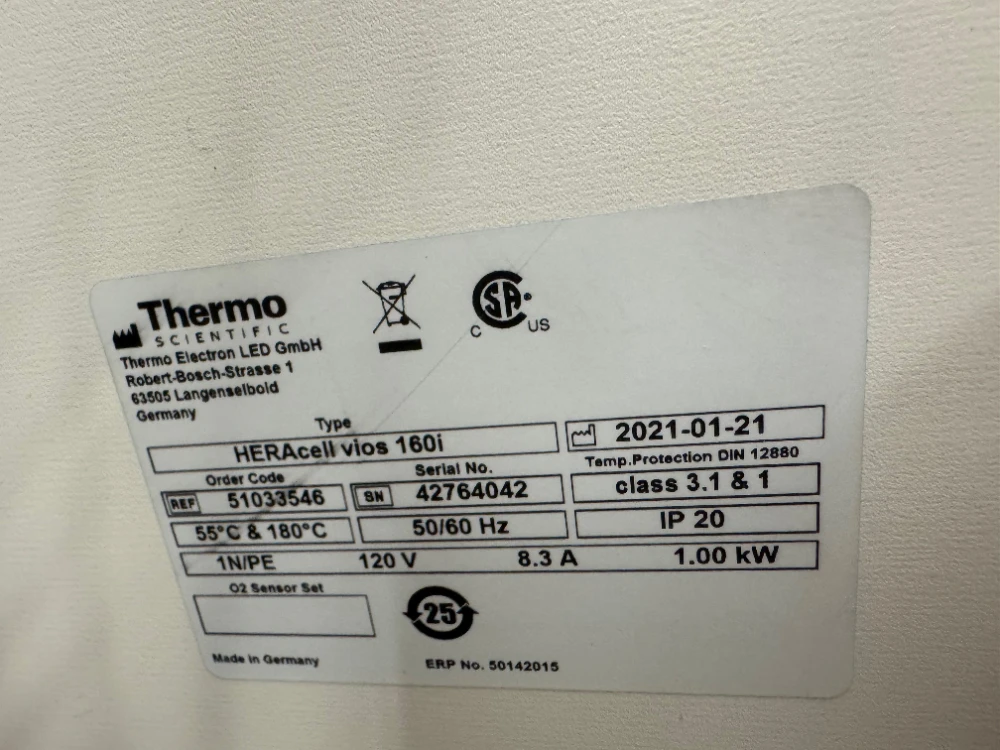 Thermo
SCIENTIFIC
Thermo Electron LED GmbH
Robert-Bosch-Strasse 1
63505 Langenselbold
Germany
C SA US
Type
HERAcell vios 160i
2021-01-21
Order Code
Serial No.
Temp.Protection DIN 12880
REF 51033546
SN 42764042
class 3.1 & 1
55°C & 180°C
50/60 Hz
IP 20
1N/PE 120 V 8.3 A 1.00 kW
O2 Sensor Set
25
Made in Germany
ERP No. 50142015